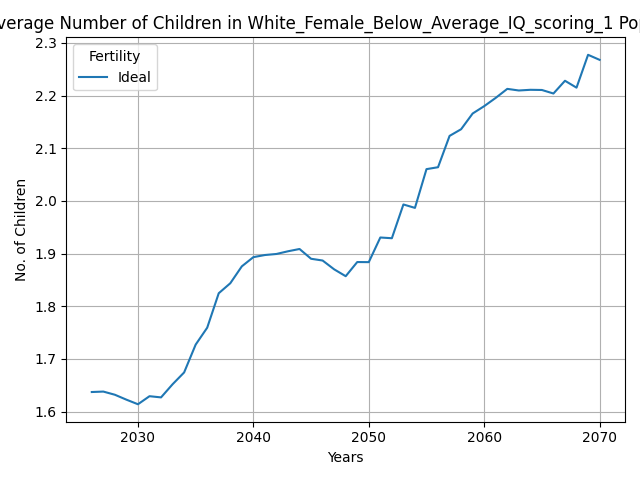 verage Number of Children in White_Female_Below_Average_IQ_scoring_1 Po
2.3
2.2
2.1
2.0
1.9
1.8
1.7
1.6
No. of Children
Fertility
Ideal
2030 2040 2050 2060 2070
Years